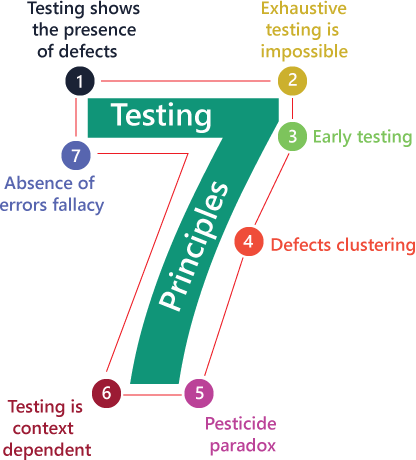 Testing shows
the presence
of defects
1
Exhaustive
testing is
impossible
2
Testing
Principles
3
Early testing
4
Defects clustering
5
Pesticide
paradox
6
Testing is
context
dependent
7
Absence of
errors fallacy